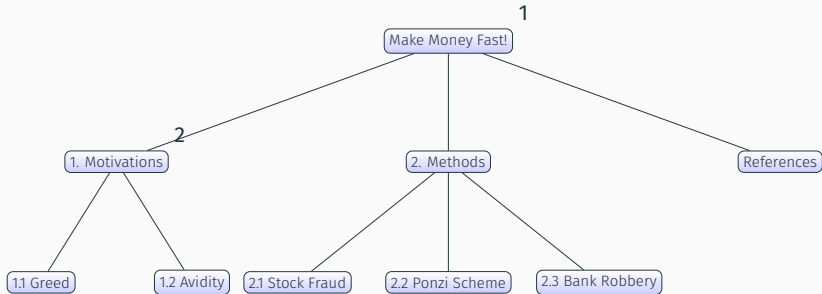 1
Make Money Fast!
2
1. Motivations
2. Methods
References
1.1 Greed
1.2 Avidity
2.1 Stock Fraud
2.2 Ponzi Scheme
2.3 Bank Robbery